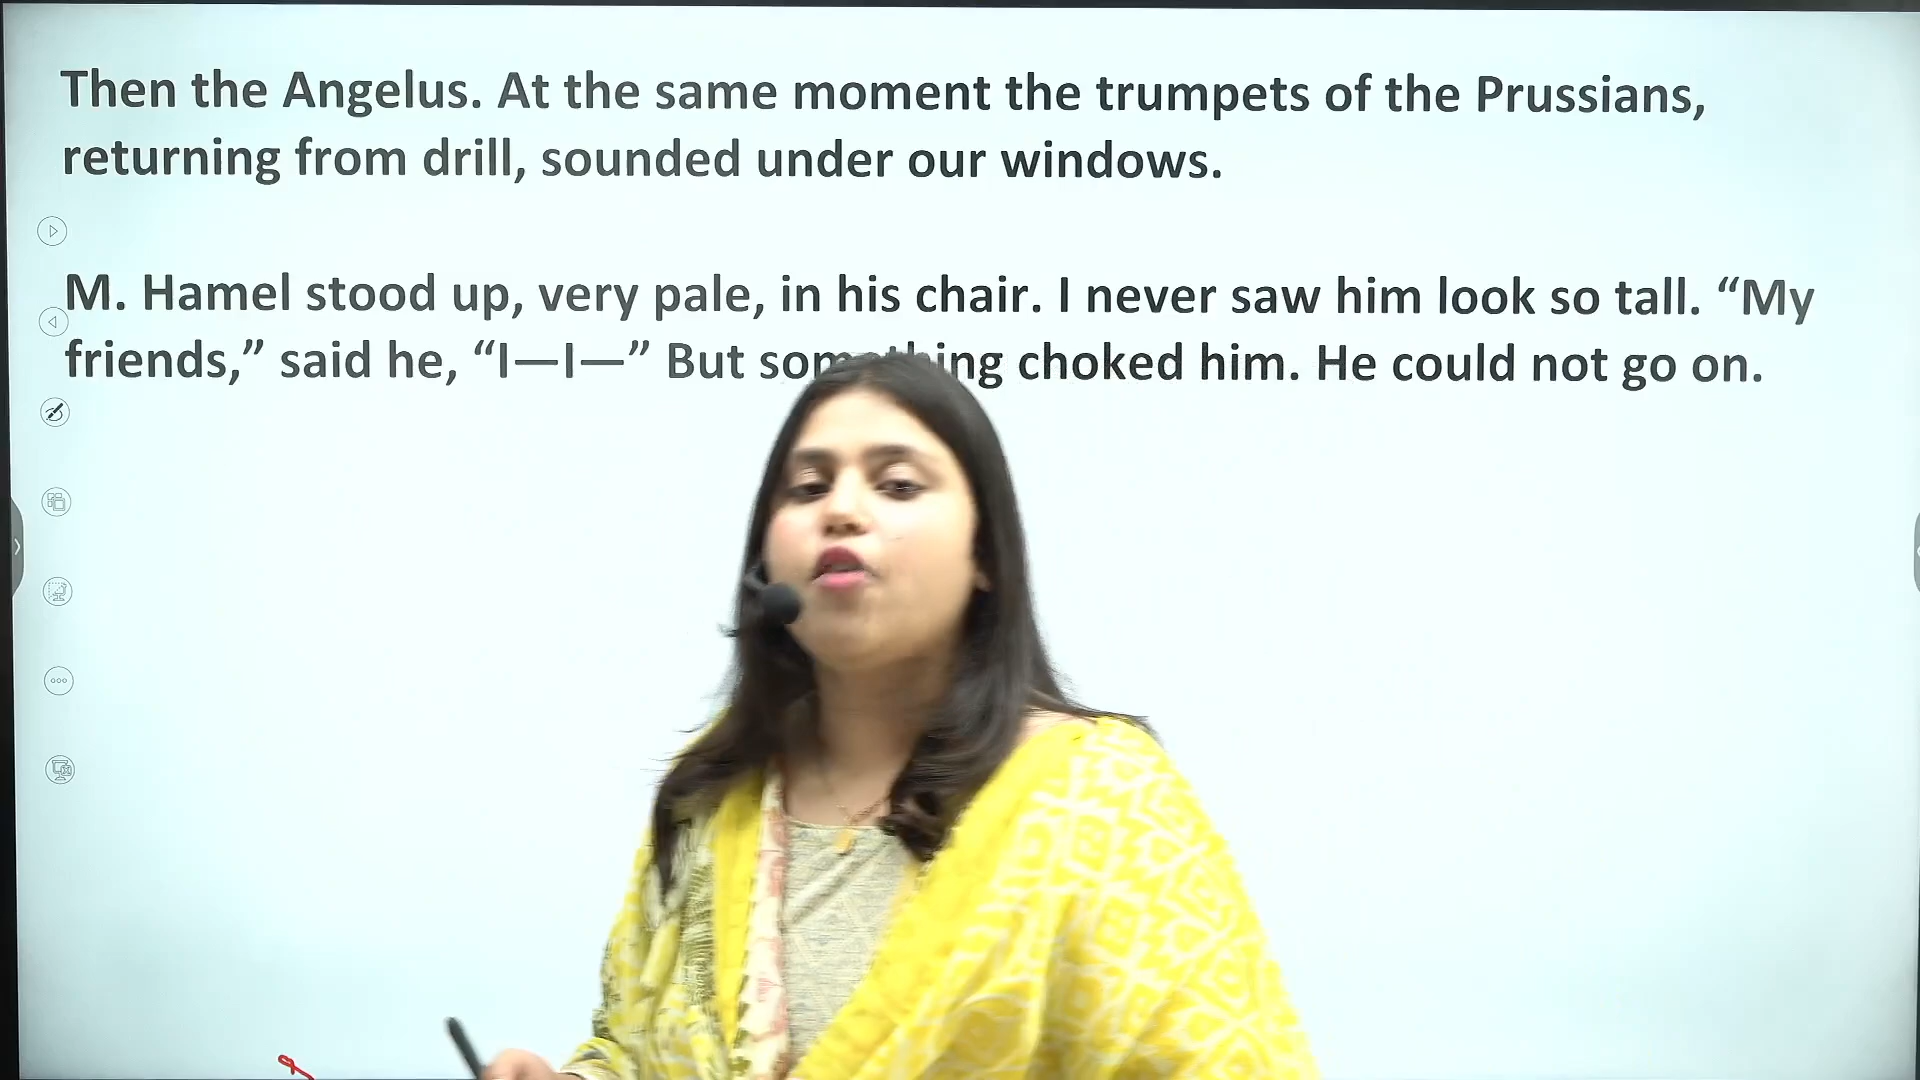 Then the Angelus. At the same moment the trumpets of the Prussians,
returning from drill, sounded under our windows.
M. Hamel stood up, very pale, in his chair. I never saw him look so tall. “My
friends,” said he, “I—I—” But something choked him. He could not go on.